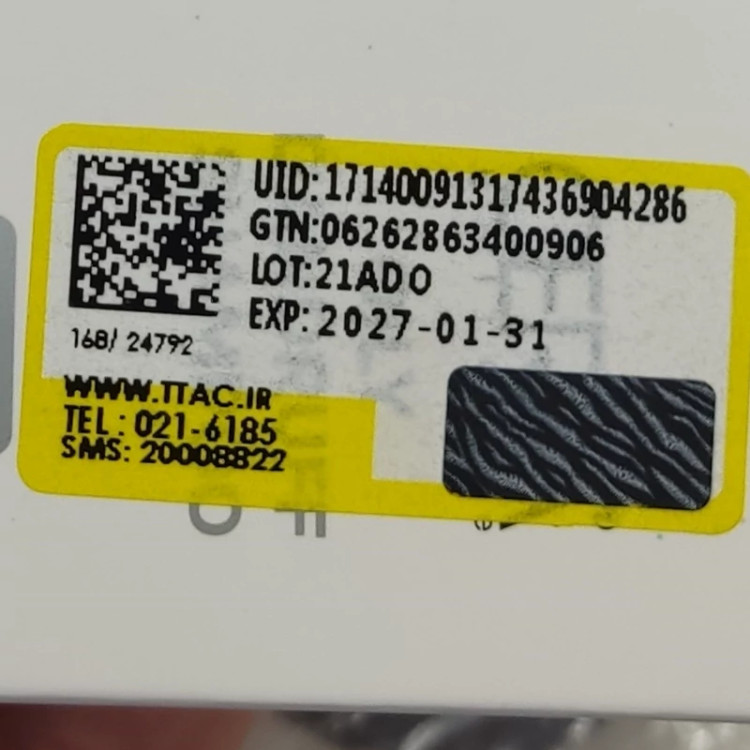 UID:17140091317436904286
GTN:06262863400906
LOT:21ADO
EXP:2027-01-31
168/ 24792
WWW.TTAC.IR
TEL : 021-6185
SMS: 20008822